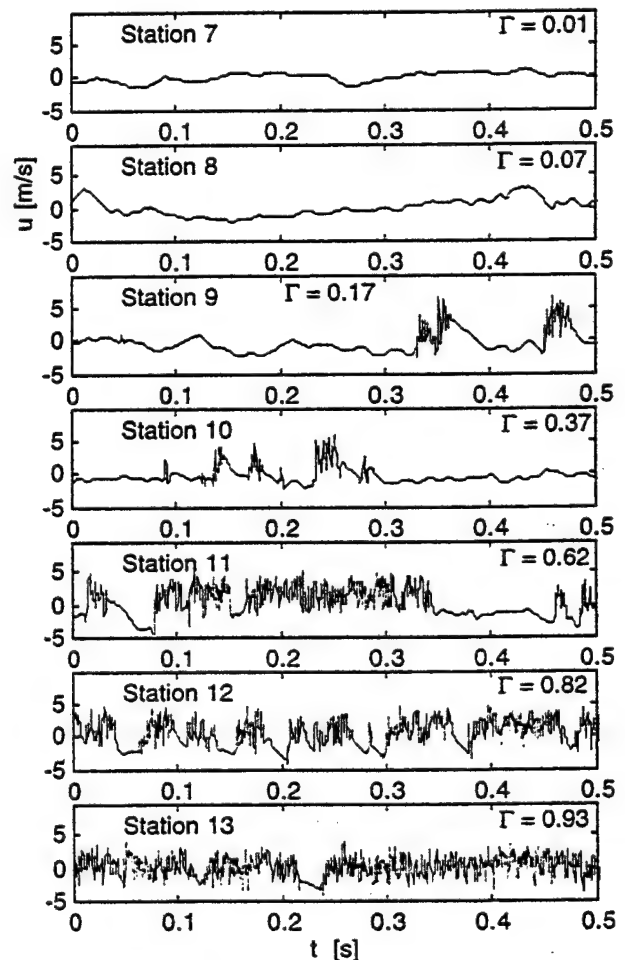 Station 7 Γ = 0.01
5
0
-5
0 0.1 0.2 0.3 0.4 0.5
u [m/s]
Station 8 Γ = 0.07
5
0
-5
0 0.1 0.2 0.3 0.4 0.5
Station 9 Γ = 0.17
5
0
-5
0 0.1 0.2 0.3 0.4 0.5
Station 10 Γ = 0.37
5
0
-5
0 0.1 0.2 0.3 0.4 0.5
Station 11 Γ = 0.62
5
0
-5
0 0.1 0.2 0.3 0.4 0.5
Station 12 Γ = 0.82
5
0
-5
0 0.1 0.2 0.3 0.4 0.5
Station 13 Γ = 0.93
5
0
-5
0 0.1 0.2 0.3 0.4 0.5
t [s]